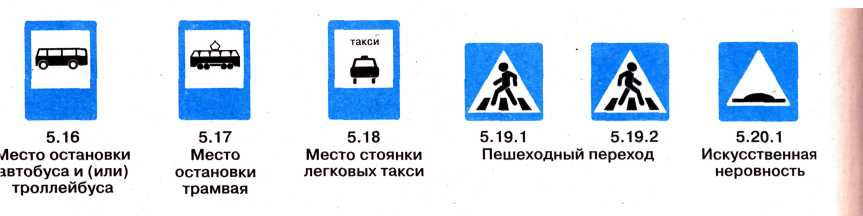 такси
5.16
Место остановки
автобуса и (или)
троллейбуса
5.17
Место
остановки
трамвая
5.18
Место стоянки
легковых такси
5.19.1 5.19.2
Пешеходный переход
5.20.1
Искусственная
неровность